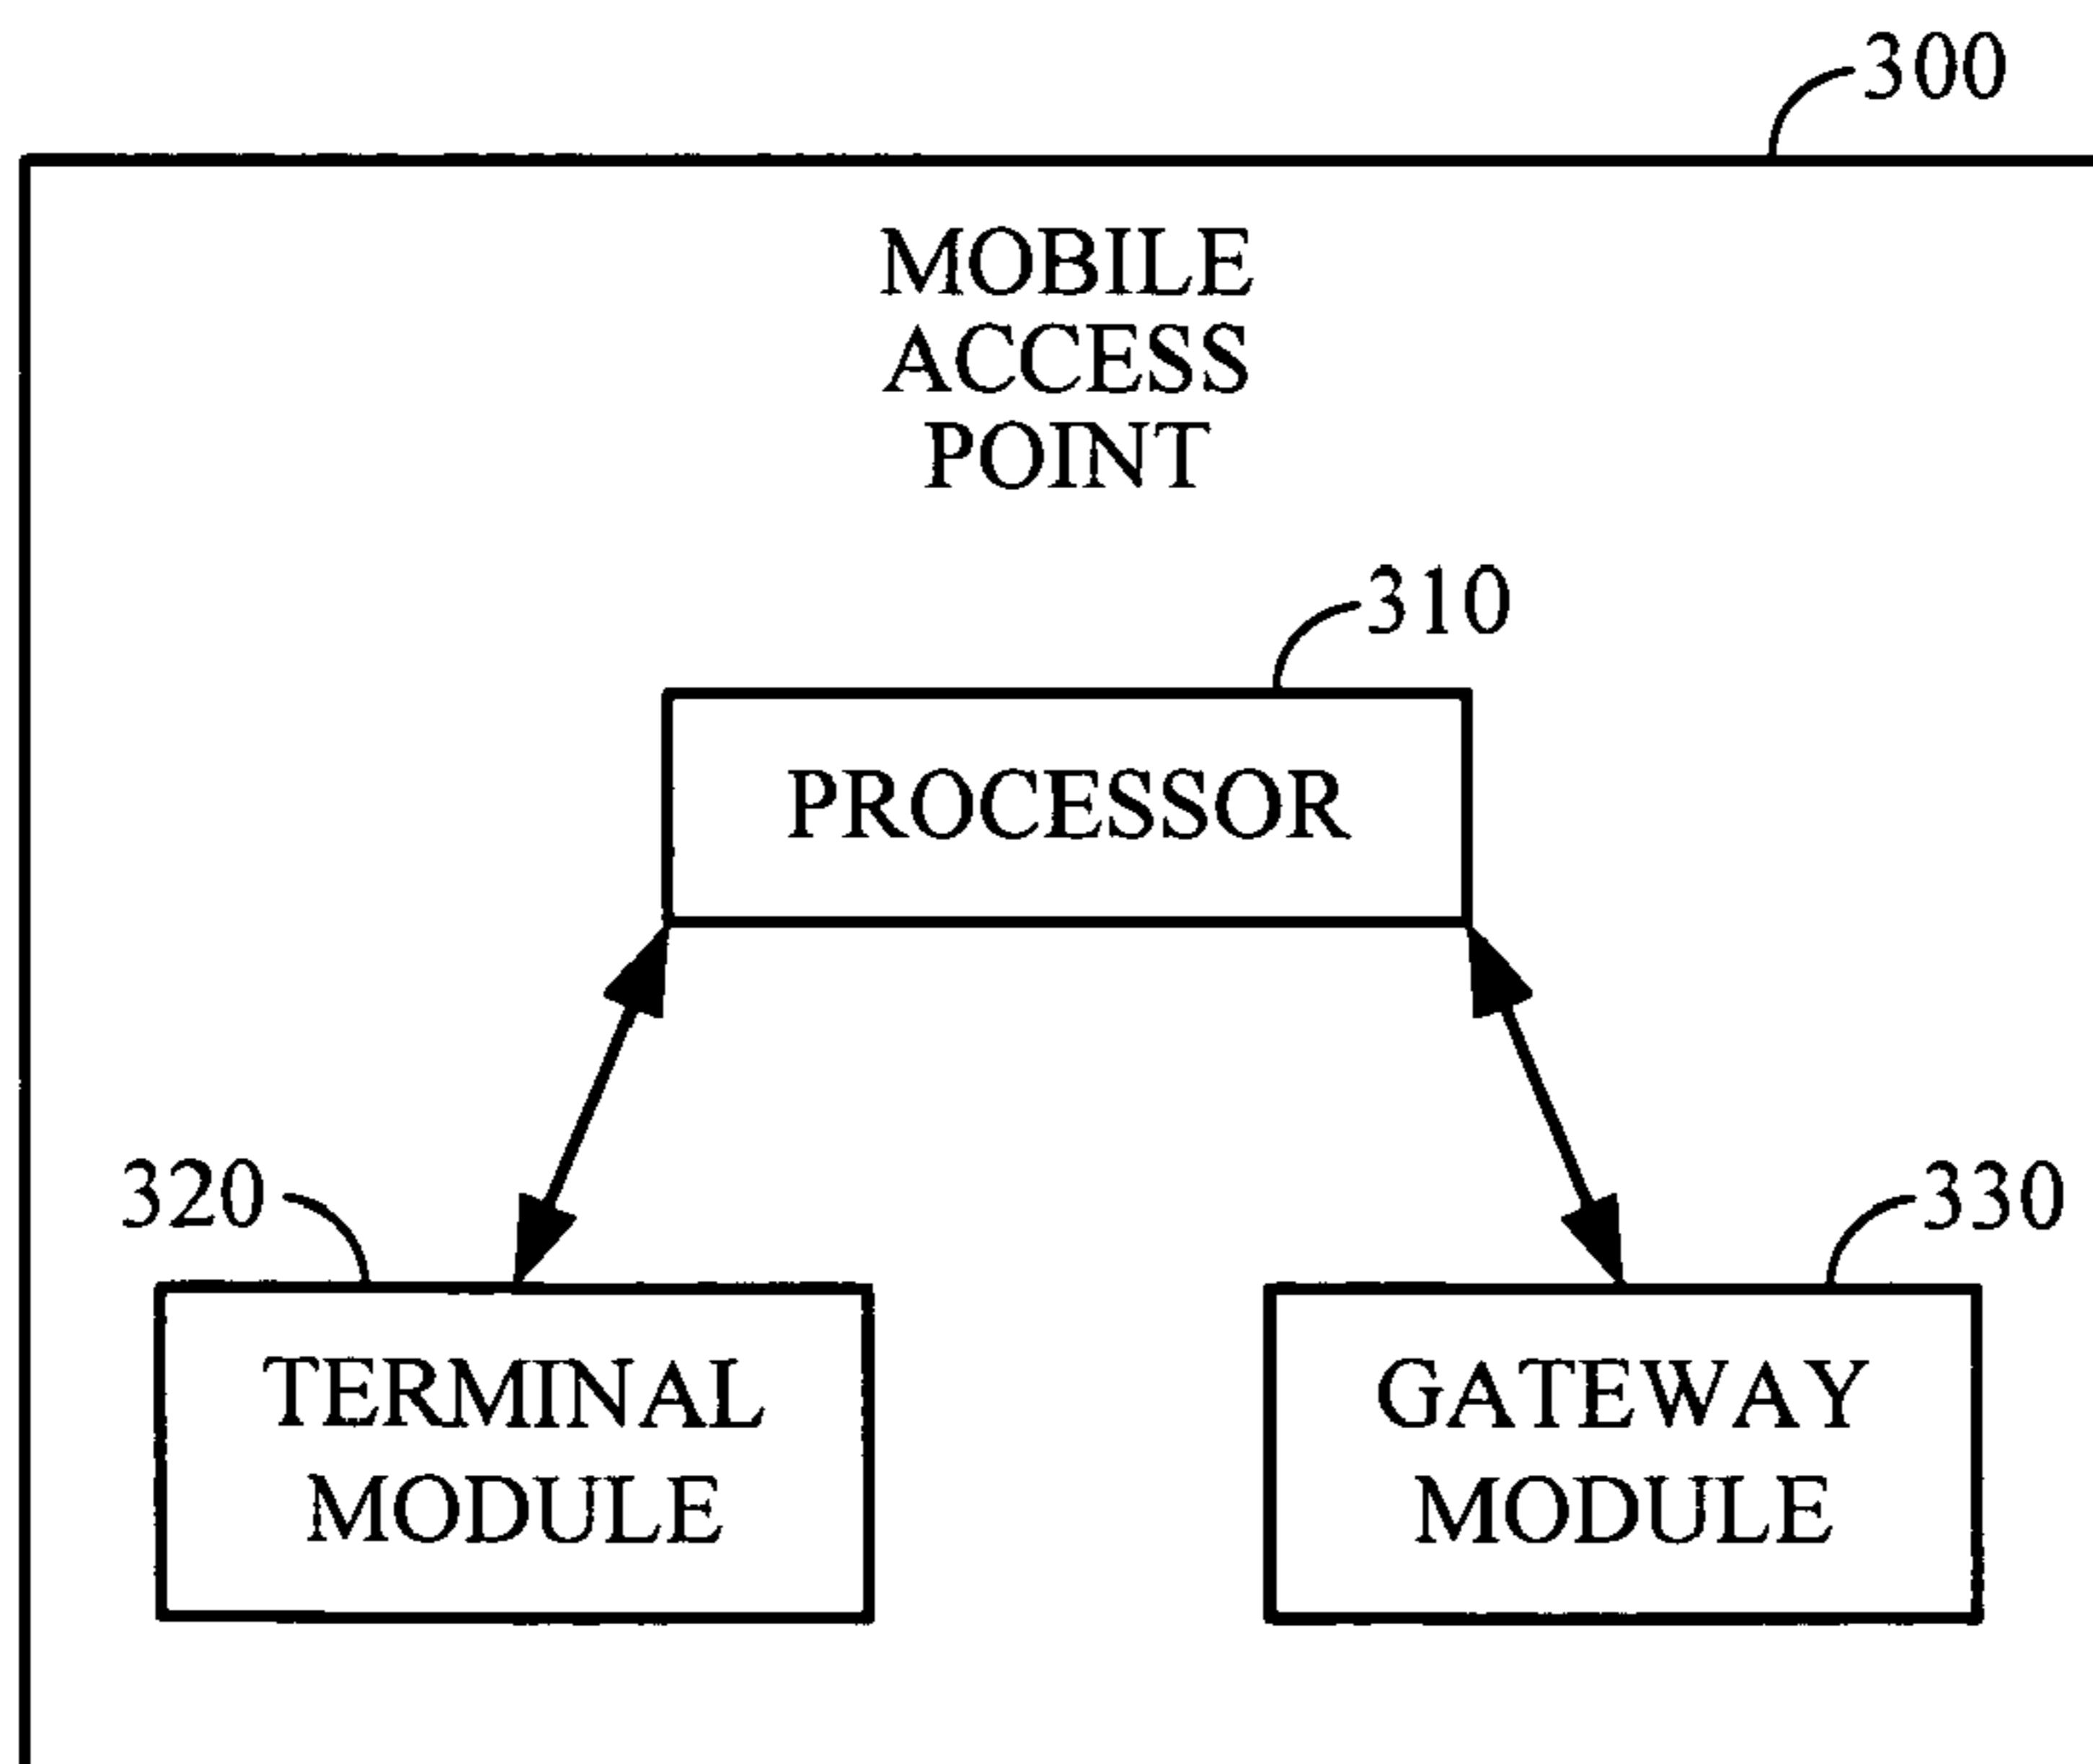 300
MOBILE
ACCESS
POINT
310
PROCESSOR
320
330
TERMINAL
MODULE
GATEWAY
MODULE